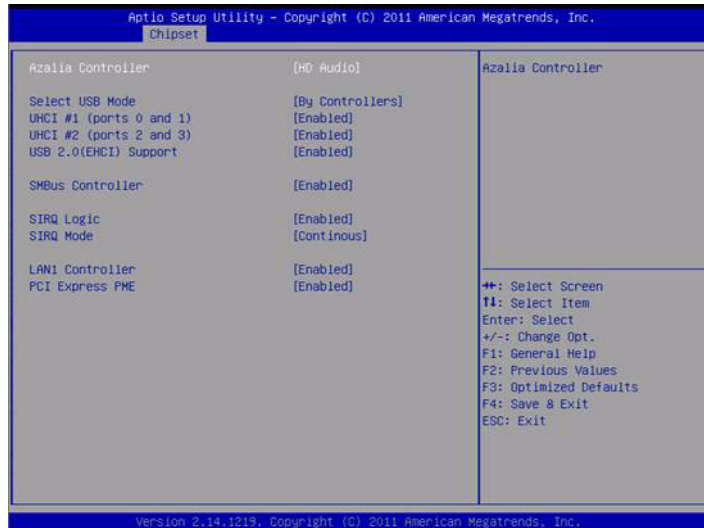 Aptio Setup Utility – Copyright (C) 2011 American Megatrends, Inc.
Chipset
Azalia Controller [HD Audio]
Select USB Mode [By Controllers]
UHCI #1 (ports 0 and 1) [Enabled]
UHCI #2 (ports 2 and 3) [Enabled]
USB 2.0(EHCI) Support [Enabled]
SMBus Controller [Enabled]
SIRQ Logic [Enabled]
SIRQ Mode [Continous]
LAN1 Controller [Enabled]
PCI Express PME [Enabled]
Azalia Controller
↔: Select Screen
↑↓: Select Item
Enter: Select
+/-: Change Opt.
F1: General Help
F2: Previous Values
F3: Optimized Defaults
F4: Save & Exit
ESC: Exit
Version 2.14.1219. Copyright (C) 2011 American Megatrends, Inc.